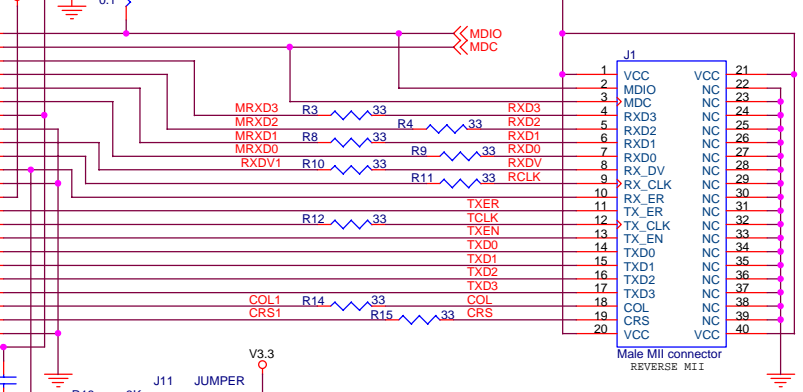 0.1
MDIO
MDC
J1
1 VCC VCC 21
2 MDIO NC 22
3 MDC NC 23
MRXD3 R3 33 RXD3 4 RXD3 NC 24
MRXD2 R4 33 RXD2 5 RXD2 NC 25
MRXD1 R8 33 RXD1 6 RXD1 NC 26
MRXD0 R9 33 RXD0 7 RXD0 NC 27
RXDV1 R10 33 RXDV 8 RX_DV NC 28
R11 33 RCLK 9 RX_CLK NC 29
10 RX_ER NC 30
TXER 11 TX_ER NC 31
R12 33 TCLK 12 TX_CLK NC 32
TXEN 13 TX_EN NC 33
TXD0 14 TXD0 NC 34
TXD1 15 TXD1 NC 35
TXD2 16 TXD2 NC 36
TXD3 17 TXD3 NC 37
COL1 R14 33 COL 18 COL NC 38
CRS1 R15 33 CRS 19 CRS NC 39
20 VCC VCC 40
Male MII connector
REVERSE MII
V3.3
J11 JUMPER